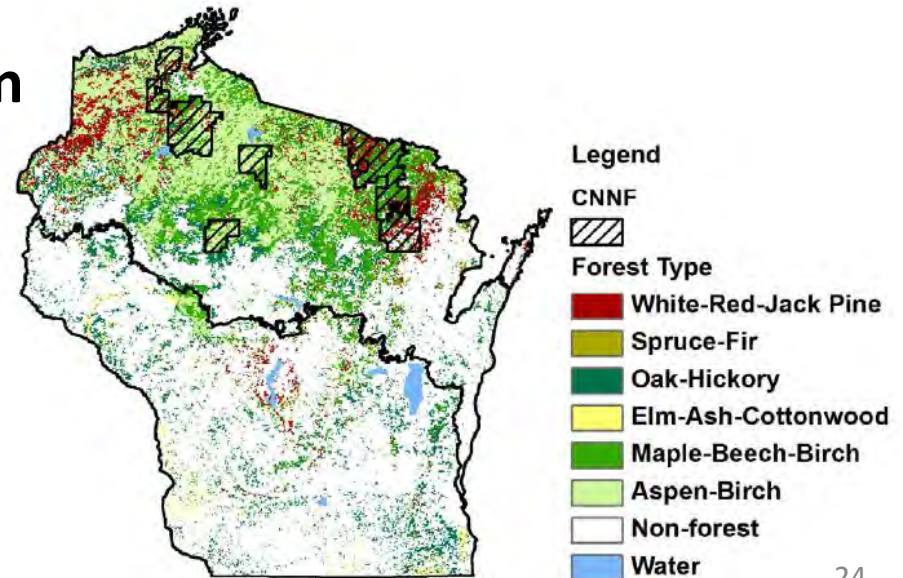 n
Legend
CNNF
Forest Type
White-Red-Jack Pine
Spruce-Fir
Oak-Hickory
Elm-Ash-Cottonwood
Maple-Beech-Birch
Aspen-Birch
Non-forest
Water
24